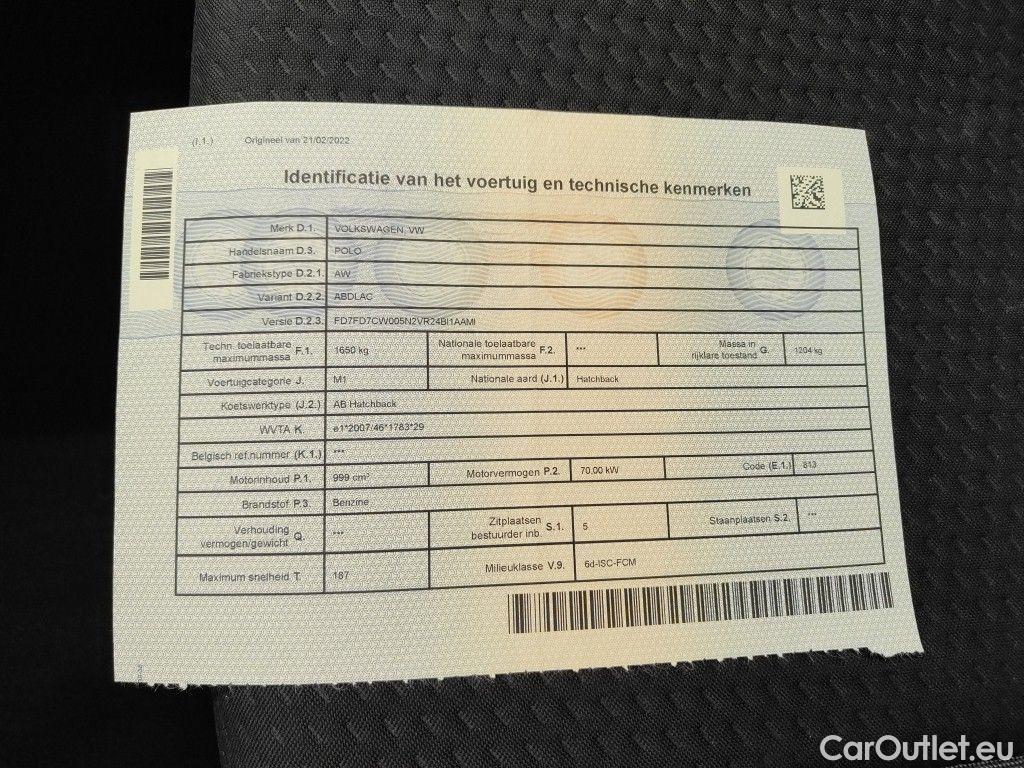 (I.1.) Origineel van 21/02/2022
Identificatie van het voertuig en technische kenmerken
Merk D.1. VOLKSWAGEN, VW
Handelsnaam D.3. POLO
Fabriekstype D.2.1. AW
Variant D.2.2. ABDLAC
Versie D.2.3. FD7FD7CW005N2VR24BI1AAMI
Techn. toelaatbare maximummassa F.1. 1650 kg Nationale toelaatbare maximummassa F.2. *** Massa in rijklare toestand G. 1204 kg
Voertuigcategorie J. M1 Nationale aard (J.1.) Hatchback
Koetswerktype (J.2.) AB Hatchback
WVTA K. e1*2007/46*1783*29
Belgisch ref.nummer (K.1.) ***
Motorinhoud P.1. 999 cm³ Motorvermogen P.2. 70.00 kW Code (E.1.) 813
Brandstof P.3. Benzine
Verhouding vermogen/gewicht Q. *** Zitplaatsen bestuurder inb. S.1. 5 Staanplaatsen S.2. ***
Maximum snelheid T. 187 Milieuklasse V.9. 6d-ISC-FCM
CarOutlet.eu